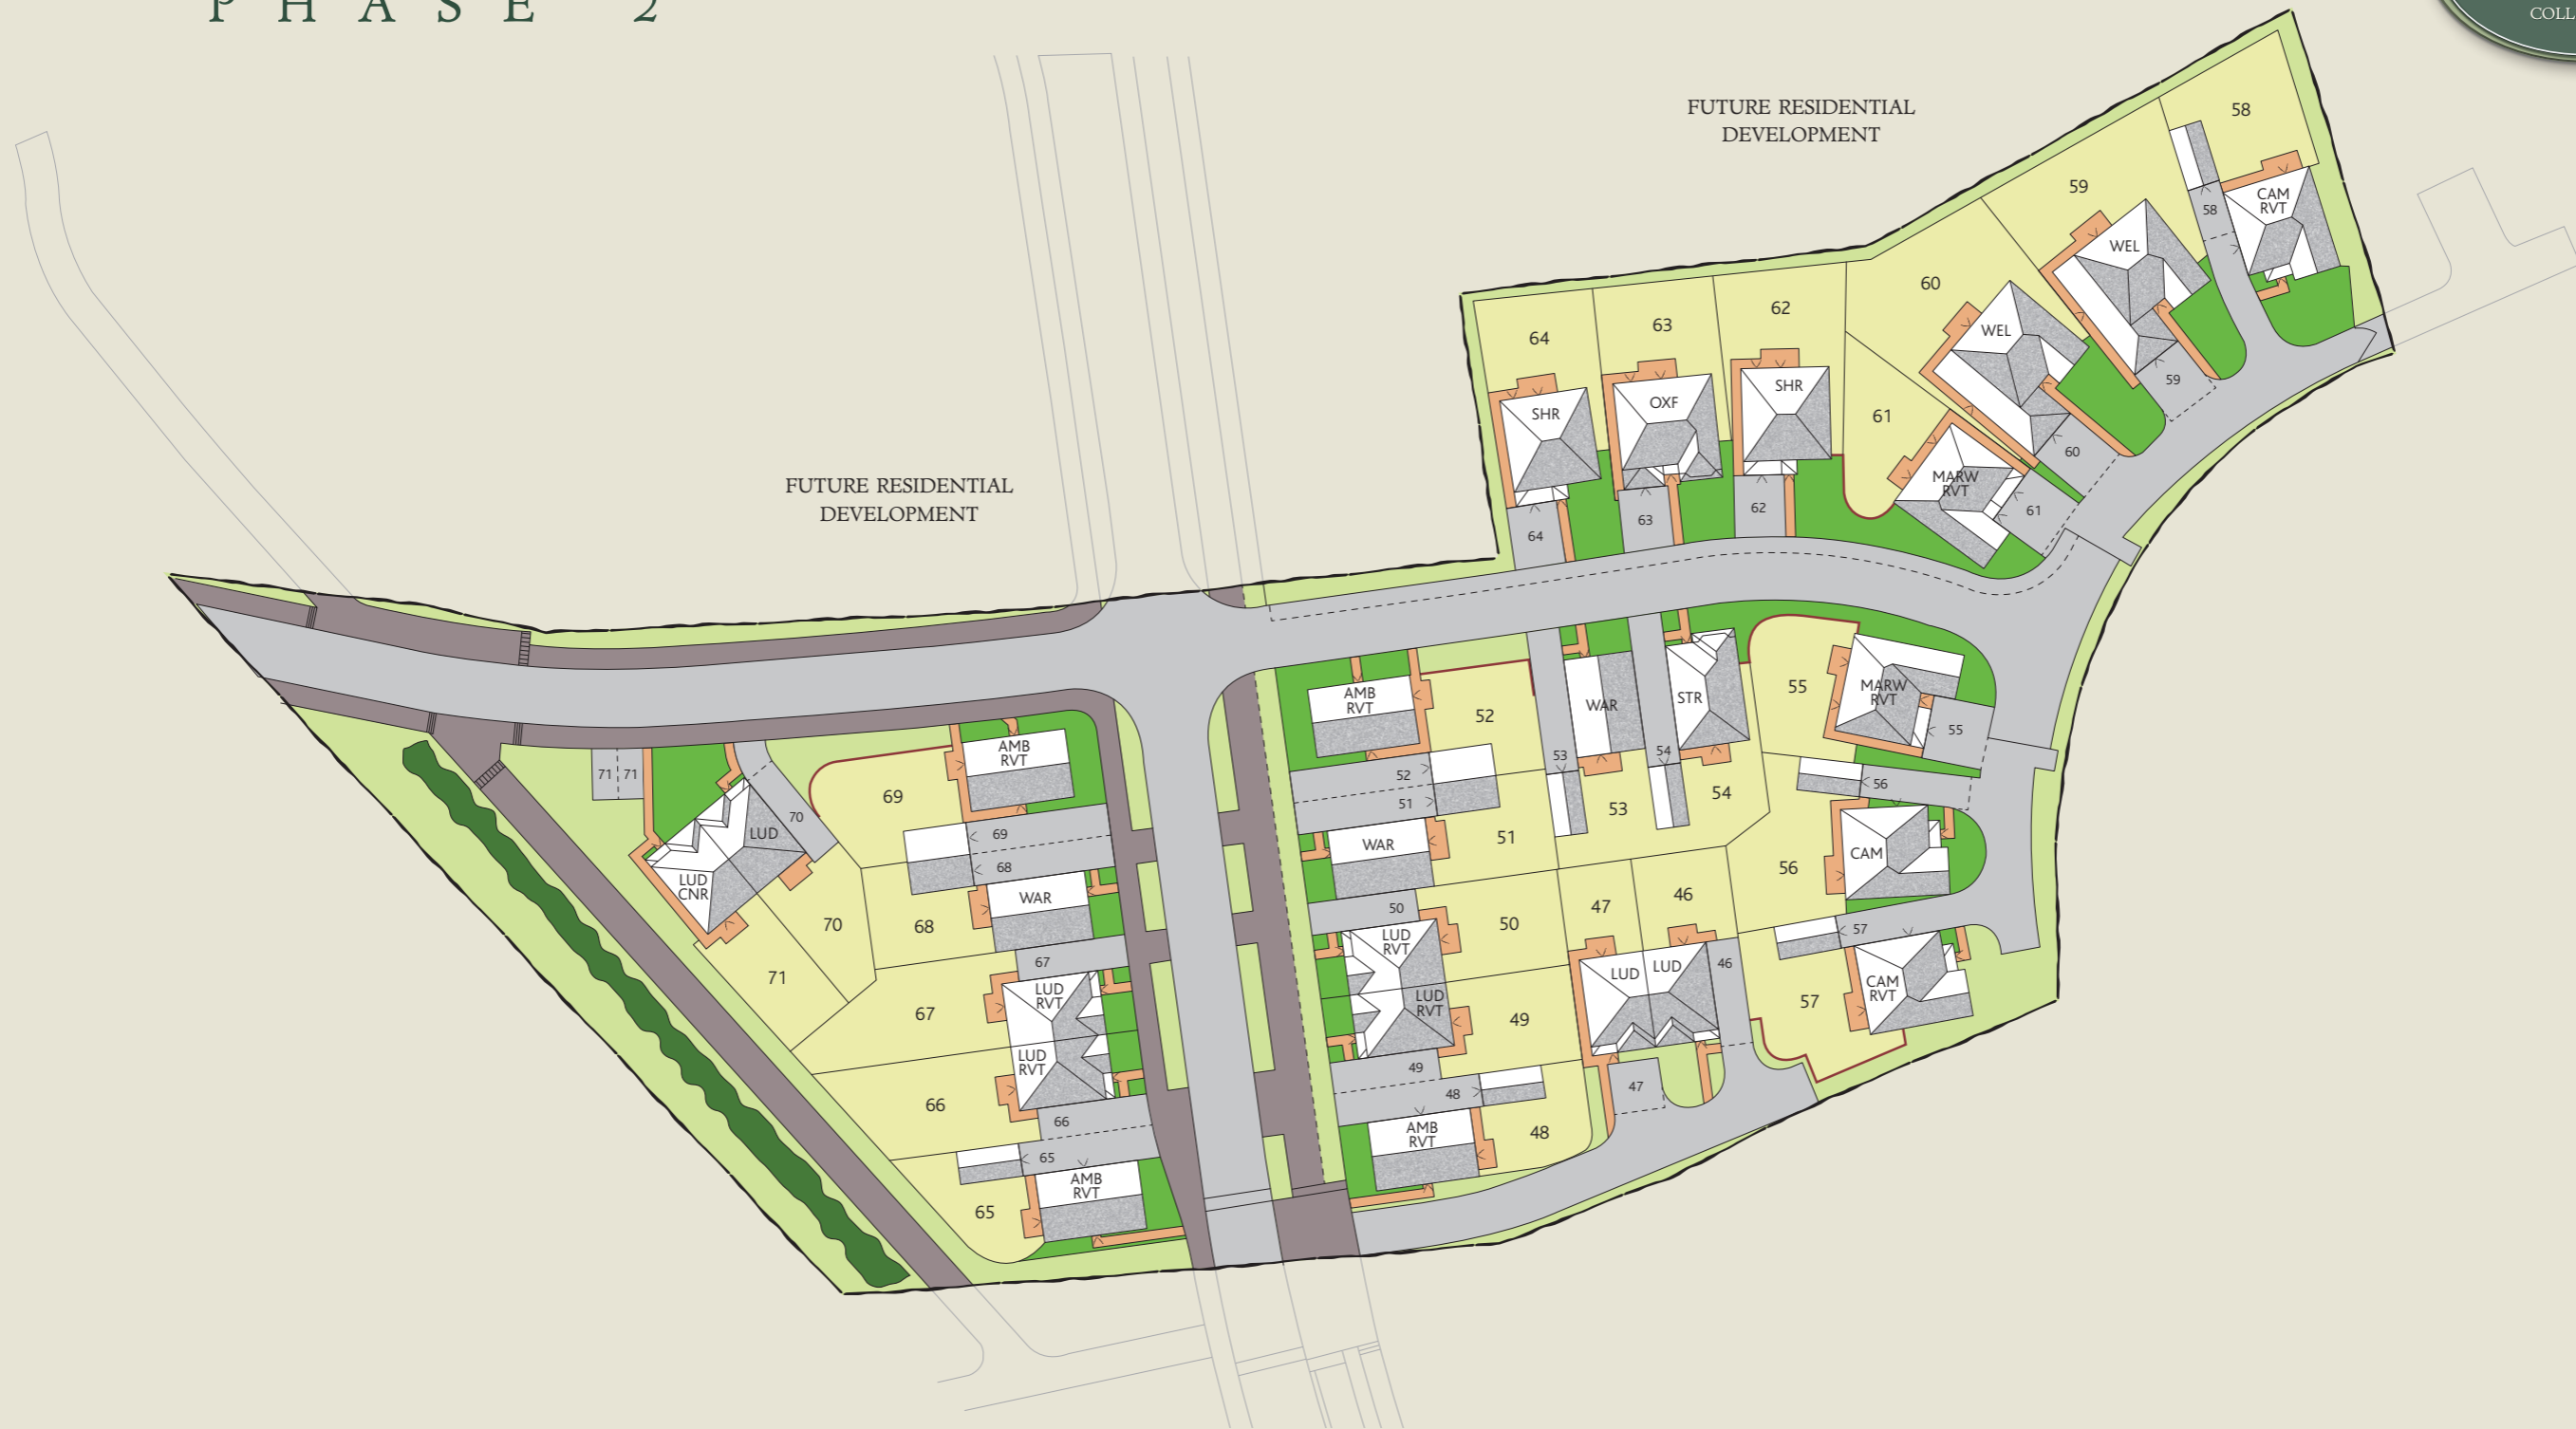 PHASE 2
COLL
FUTURE RESIDENTIAL
DEVELOPMENT
58
59
CAM
RVT
58
WEL
60
62
63
64
WEL
59
SHR
OXF
SHR
61
60
MARW
RVT
61
62
63
64
FUTURE RESIDENTIAL
DEVELOPMENT
AMB
RVT
52
WAR
STR
55
MARW
RVT
55
53
54
52
51
56
53
54
51
WAR
CAM
56
50
47
46
50
LUD
RVT
57
LUD
LUD
46
CAM
RVT
57
LUD
RVT
49
49
48
47
AMB
RVT
48
AMB
RVT
71
71
69
70
LUD
69
68
LUD
CNR
WAR
70
68
67
71
LUD
RVT
67
LUD
RVT
66
66
65
AMB
RVT
65